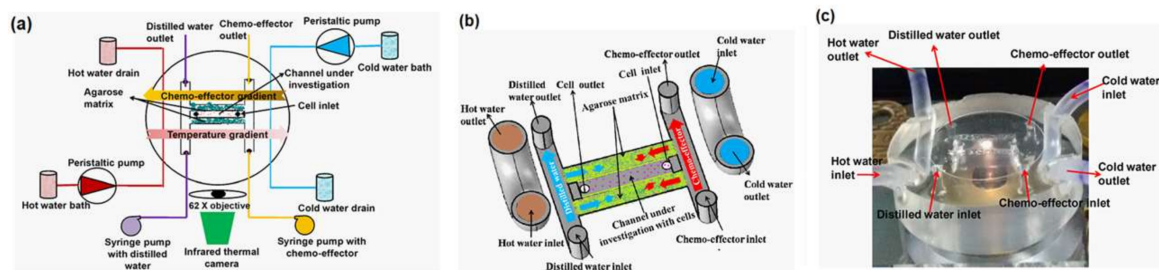 (a)
Distilled water
outlet
Chemo-effector
outlet
Peristaltic pump
Hot water drain
Cold water bath
Channel under
investigation
Agarose
matrix
Chemo-effector gradient
Cell inlet
Temperature gradient
Peristaltic pump
Hot water bath
62 X objective
Cold water drain
Syringe pump
with distilled
water
Infrared thermal
camera
Syringe pump with
chemo-effector
(b)
Cold water
inlet
Chemo-effector outlet
Cell inlet
Distilled
water outlet
Cell outlet
Agarose matrix
Hot water
outlet
Distilled water
Chemo-effector
Cold water
outlet
Channel under
investigation with cells
Hot water inlet
Chemo-effector inlet
Distilled water inlet
(c)
Distilled water outlet
Hot water
outlet
Chemo-effector outlet
Cold water
inlet
Hot water
inlet
Cold water
outlet
Distilled water inlet
Chemo-effector inlet